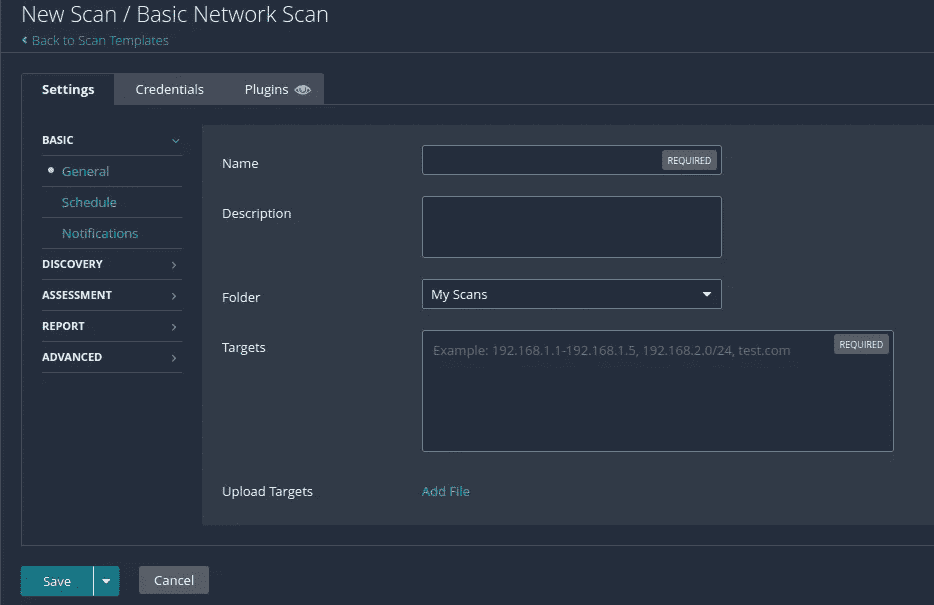 New Scan / Basic Network Scan
Back to Scan Templates
Settings Credentials Plugins
BASIC
General
Schedule
Notifications
DISCOVERY
ASSESSMENT
REPORT
ADVANCED
Name REQUIRED
Description
Folder My Scans
Targets Example: 192.168.1.1-192.168.1.5, 192.168.2.0/24, test.com REQUIRED
Upload Targets Add File
Save Cancel